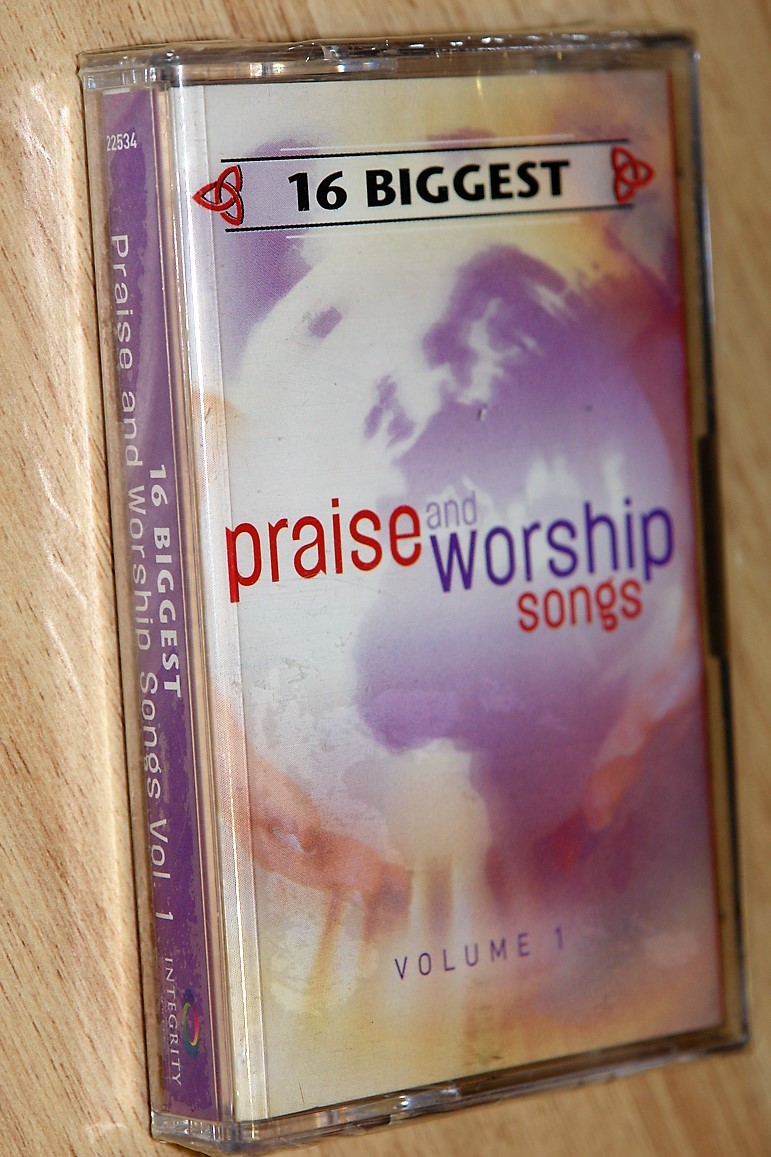 22534
16 BIGGEST
Praise and Worship Songs Vol. 1
INTEGRITY
16 BIGGEST
praise and worship
songs
VOLUME 1